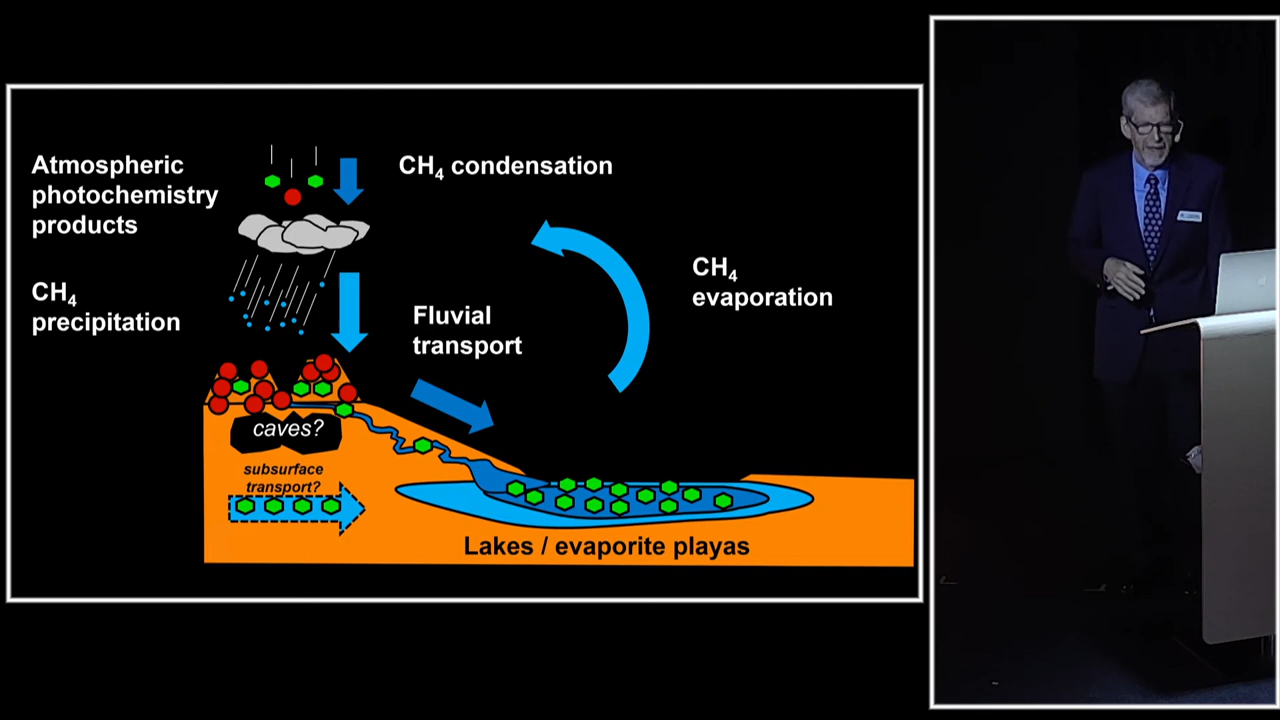 Atmospheric
photochemistry
products
CH₄ condensation
CH₄
precipitation
Fluvial
transport
CH₄
evaporation
caves?
subsurface
transport?
Lakes / evaporite playas